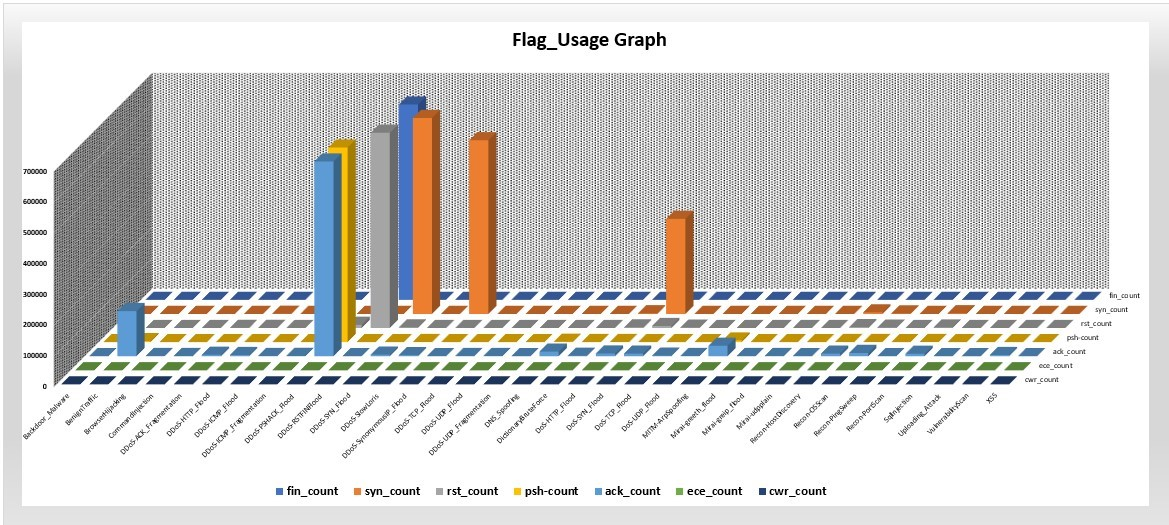 Flag_Usage Graph
700000
600000
500000
400000
300000
200000
100000
0
fin_count
syn_count
rst_count
psh-count
ack_count
ece_count
cwr_count
Backdoor_Malware
BenignTraffic
BrowserHijacking
CommandInjection
DDoS-ACK_Fragmentation
DDoS-HTTP_Flood
DDoS-ICMP_Flood
DDoS-ICMP_Fragmentation
DDoS-PSHACK_Flood
DDoS-RSTFINFlood
DDoS-SYN_Flood
DDoS-SlowLoris
DDoS-SynonymousIP_Flood
DDoS-TCP_Flood
DDoS-UDP_Flood
DDoS-UDP_Fragmentation
DNS_Spoofing
DictionaryBruteForce
DoS-HTTP_Flood
DoS-SYN_Flood
DoS-TCP_Flood
DoS-UDP_Flood
MITM-ArpSpoofing
Mirai-greeth_flood
Mirai-greip_flood
Mirai-udpplain
Recon-HostDiscovery
Recon-OSScan
Recon-PingSweep
Recon-PortScan
SqlInjection
Uploading_Attack
VulnerabilityScan
XSS
fin_count syn_count rst_count psh-count ack_count ece_count cwr_count